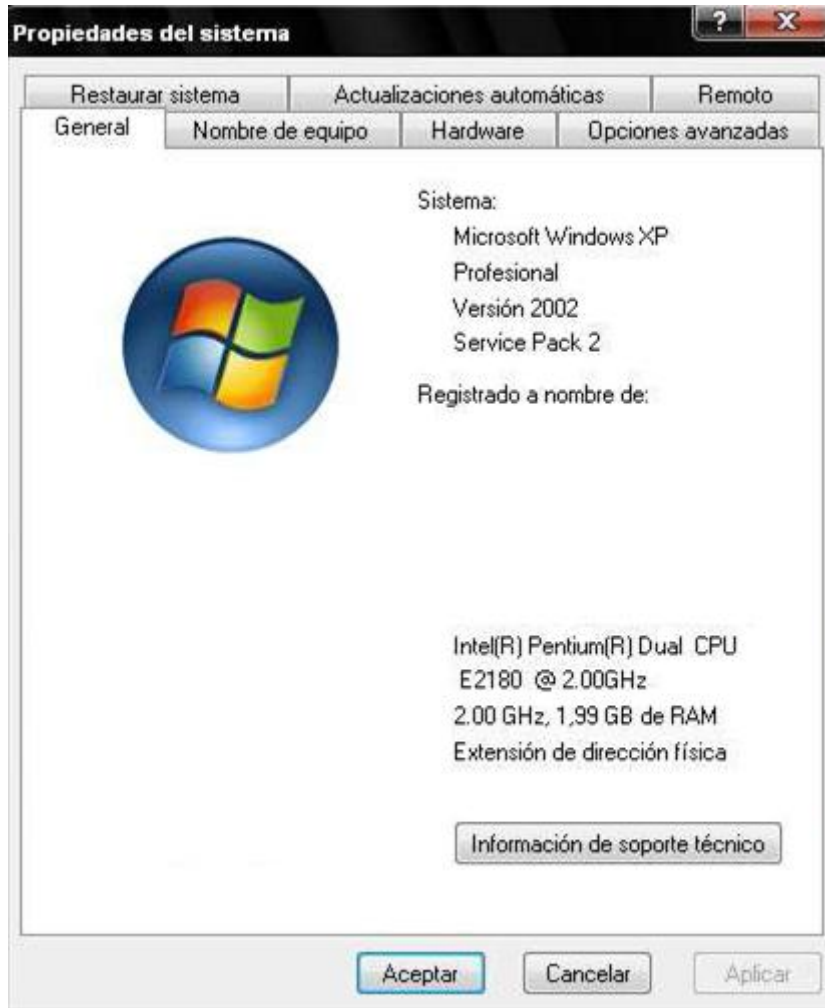 Propiedades del sistema
?
Restaurar sistema
Actualizaciones automáticas
Remoto
General
Nombre de equipo
Hardware
Opciones avanzadas
Sistema:
Microsoft Windows XP
Profesional
Versión 2002
Service Pack 2
Registrado a nombre de:
Intel(R) Pentium(R) Dual CPU
E2180 @ 2.00GHz
2.00 GHz, 1,99 GB de RAM
Extensión de dirección física
Información de soporte técnico
Aceptar
Cancelar
Aplicar